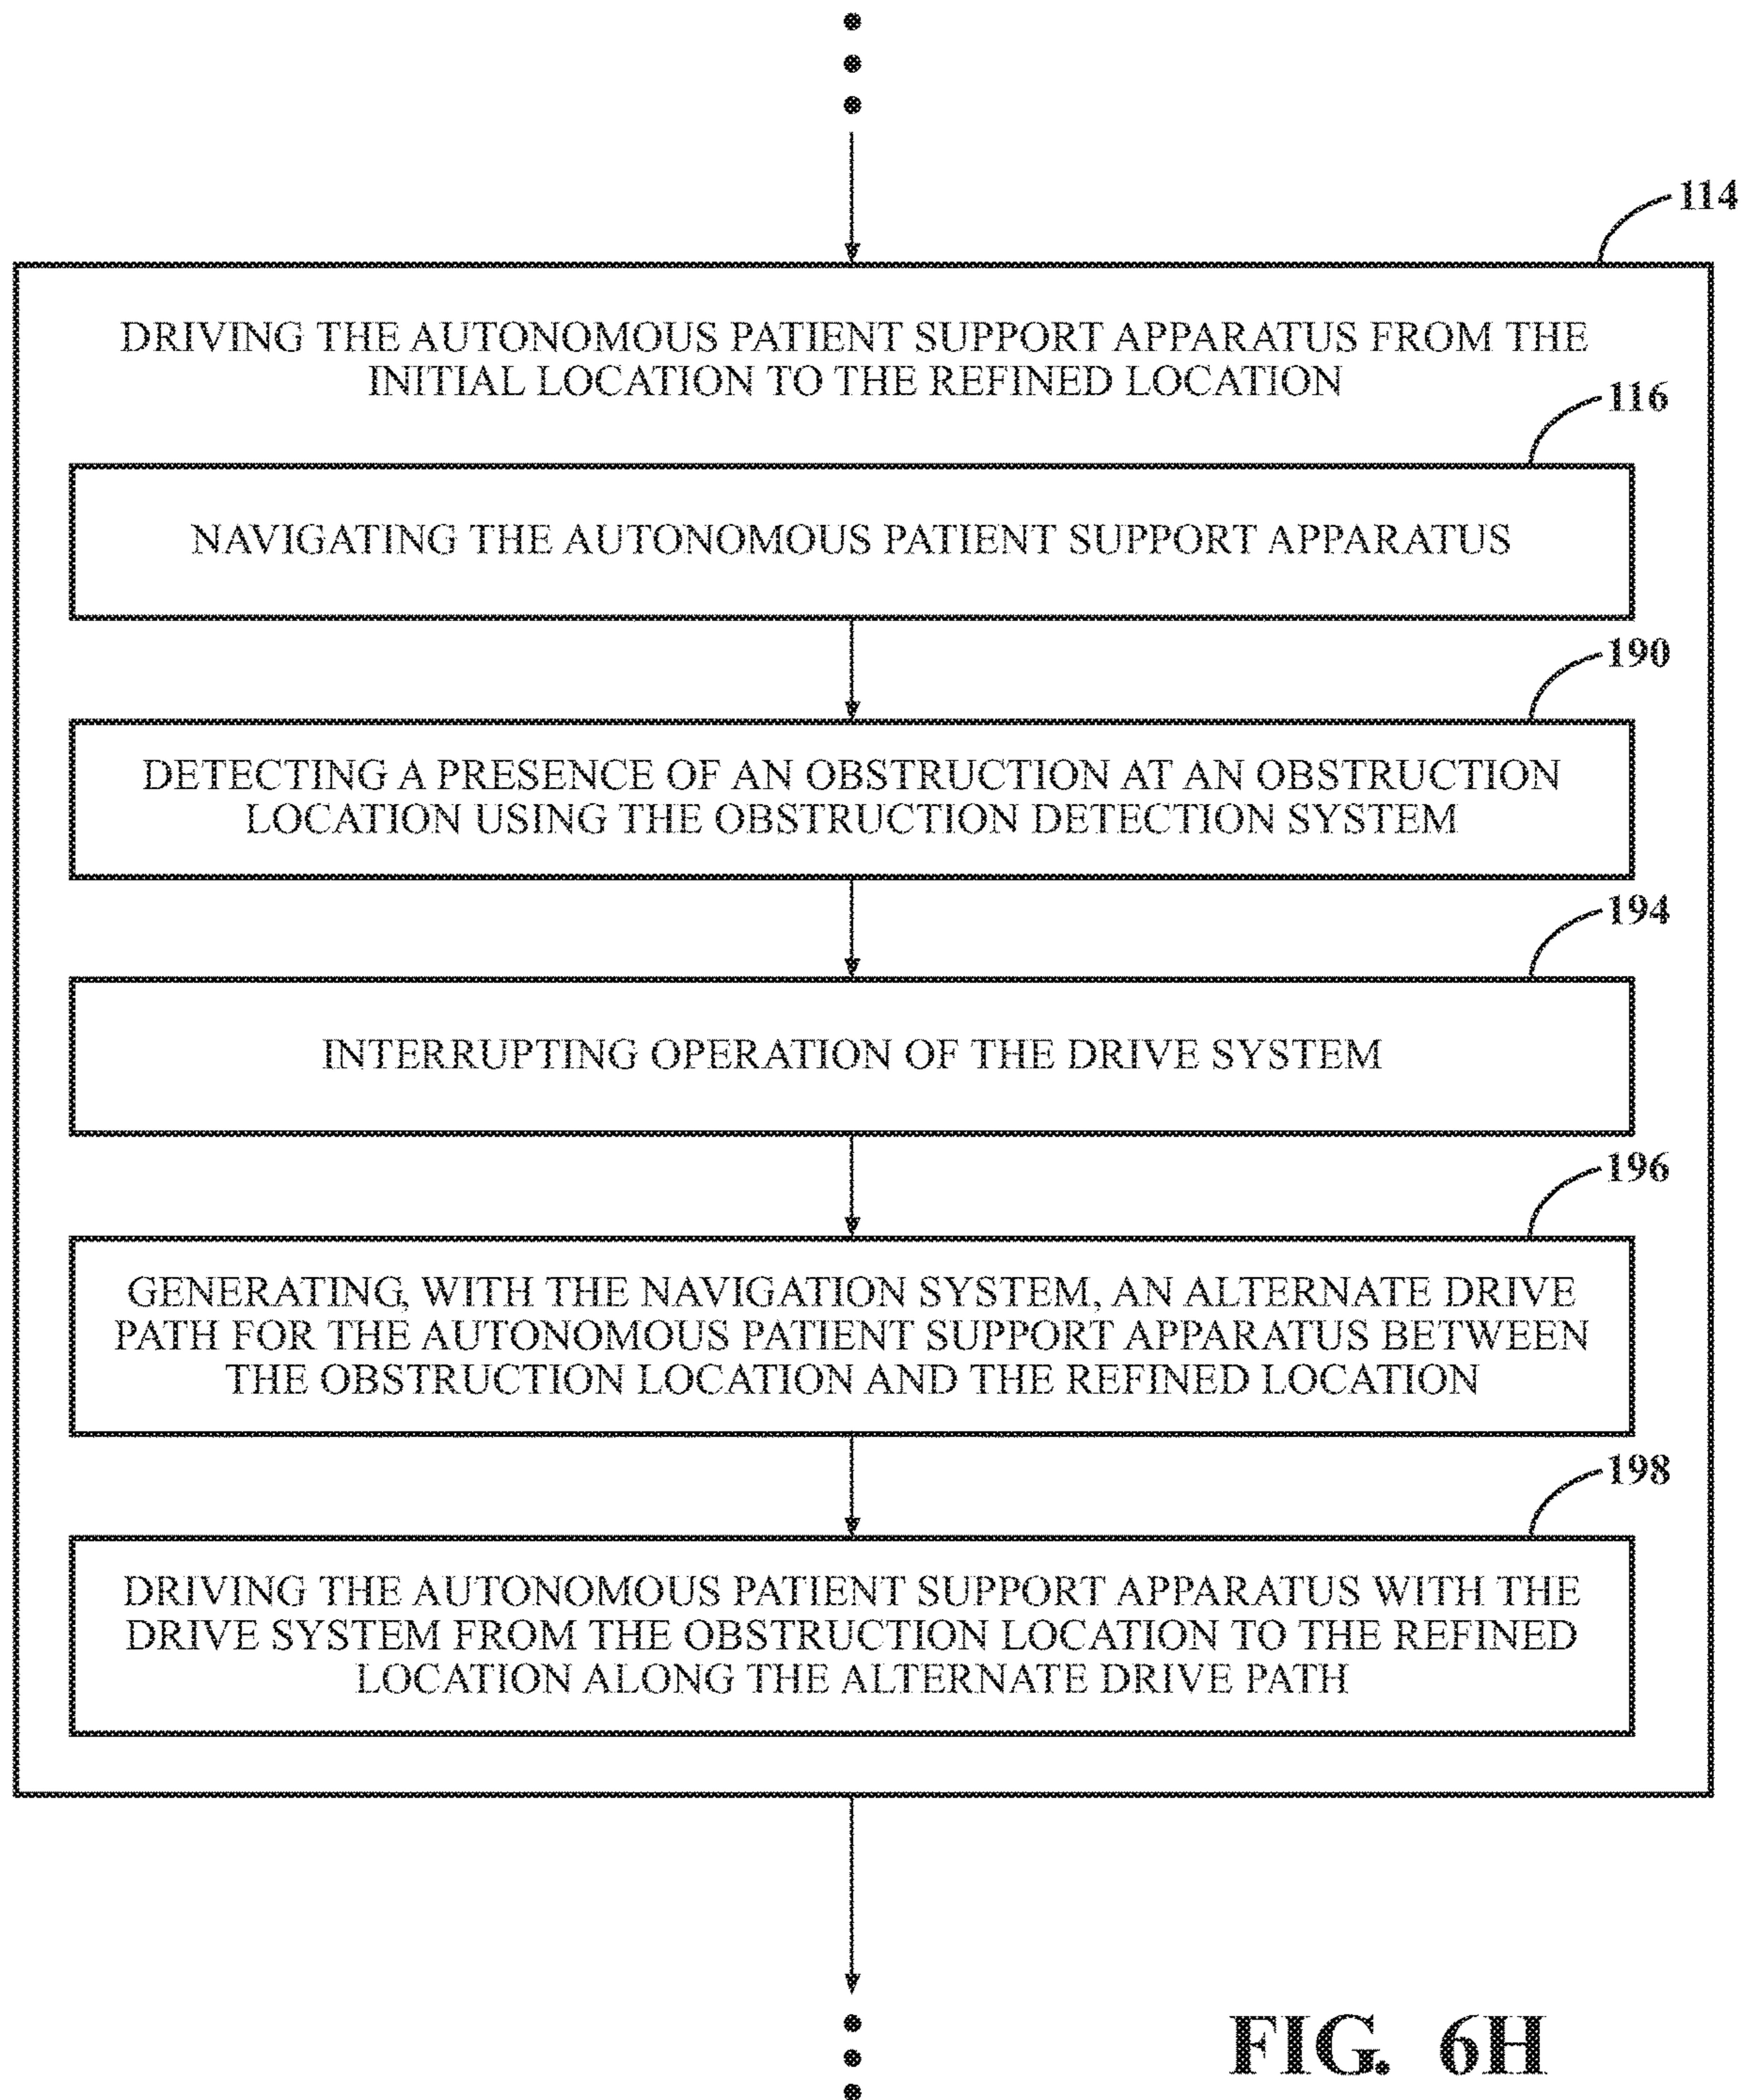 114
DRIVING THE AUTONOMOUS PATIENT SUPPORT APPARATUS FROM THE
INITIAL LOCATION TO THE REFINED LOCATION
116
NAVIGATING THE AUTONOMOUS PATIENT SUPPORT APPARATUS
190
DETECTING A PRESENCE OF AN OBSTRUCTION AT AN OBSTRUCTION
LOCATION USING THE OBSTRUCTION DETECTION SYSTEM
194
INTERRUPTING OPERATION OF THE DRIVE SYSTEM
196
GENERATING, WITH THE NAVIGATION SYSTEM, AN ALTERNATE DRIVE
PATH FOR THE AUTONOMOUS PATIENT SUPPORT APPARATUS BETWEEN
THE OBSTRUCTION LOCATION AND THE REFINED LOCATION
198
DRIVING THE AUTONOMOUS PATIENT SUPPORT APPARATUS WITH THE
DRIVE SYSTEM FROM THE OBSTRUCTION LOCATION TO THE REFINED
LOCATION ALONG THE ALTERNATE DRIVE PATH
FIG. 6H